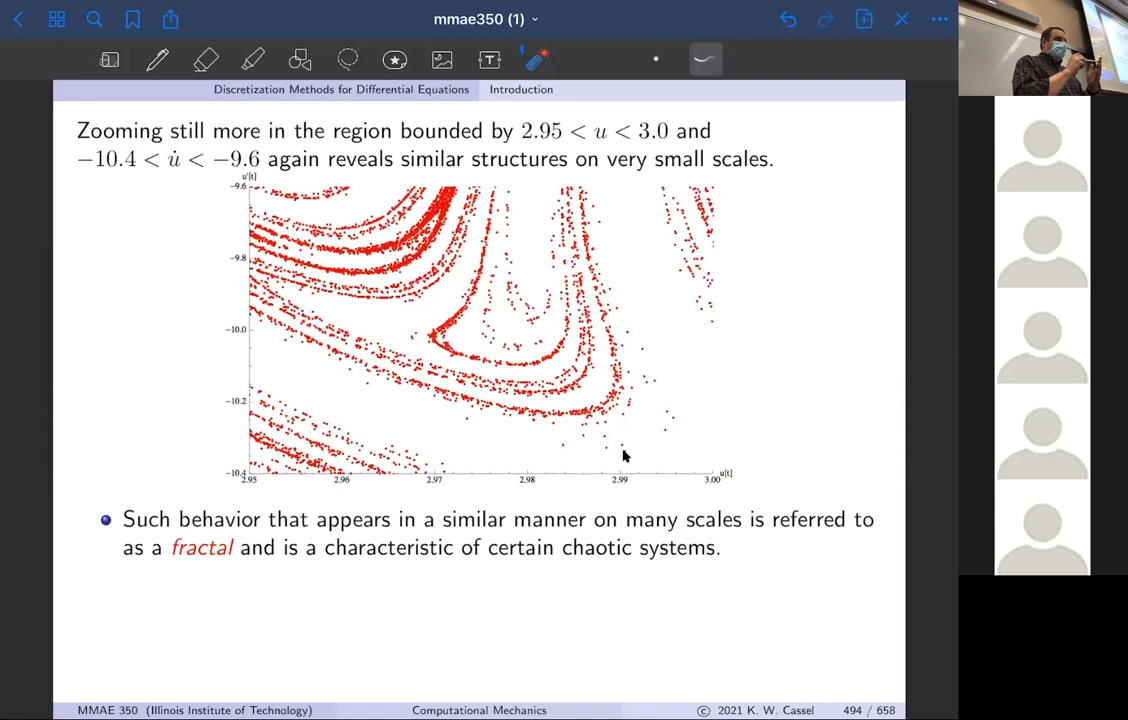 mmae350 (1)
Discretization Methods for Differential Equations Introduction
Zooming still more in the region bounded by 2.95 < u < 3.0 and
−10.4 < u̇ < −9.6 again reveals similar structures on very small scales.
u'[t]
-9.6
-9.8
-10.0
-10.2
-10.4
2.95 2.96 2.97 2.98 2.99 3.00 u[t]
Such behavior that appears in a similar manner on many scales is referred to
as a fractal and is a characteristic of certain chaotic systems.
MMAE 350 (Illinois Institute of Technology) Computational Mechanics © 2021 K. W. Cassel 494 / 658